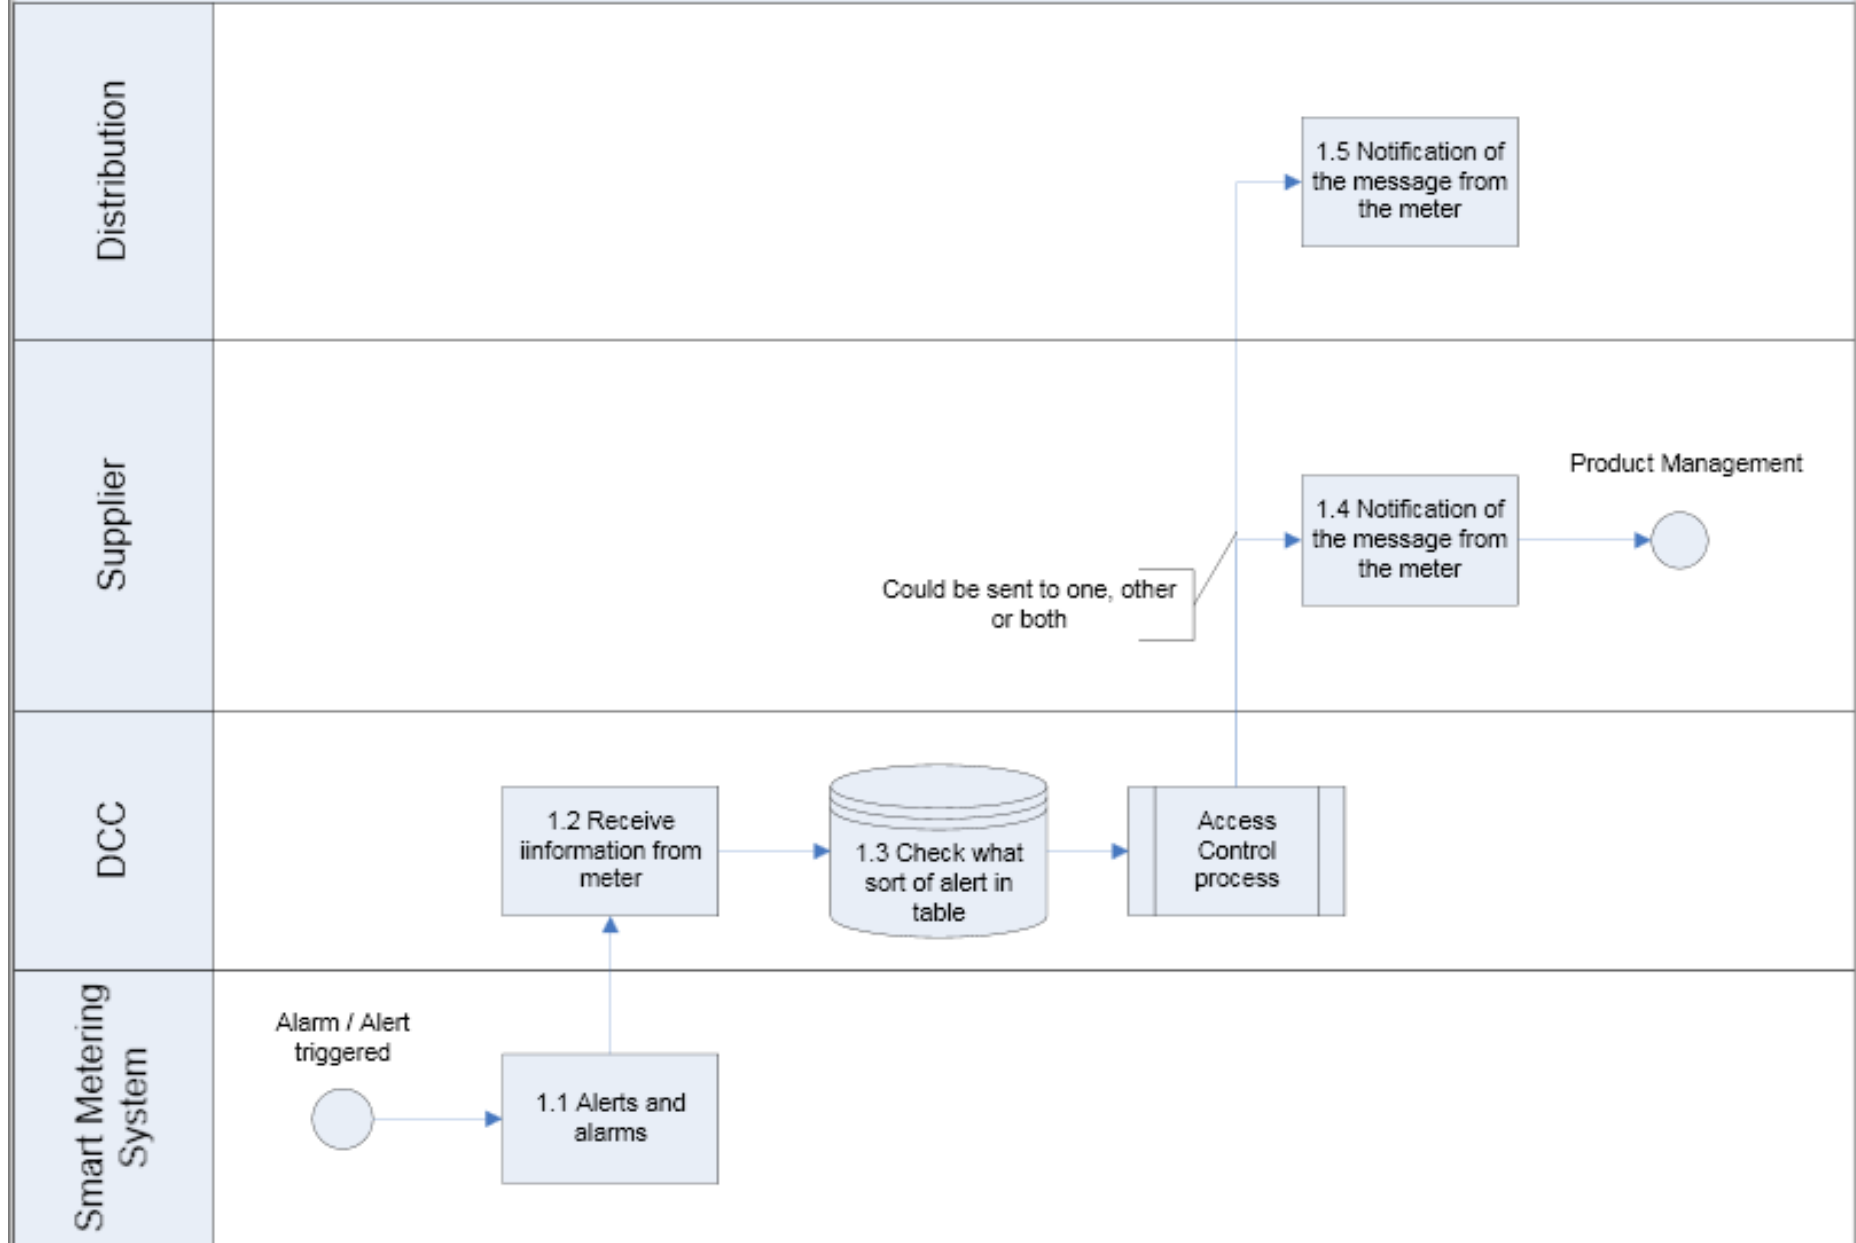 Distribution
1.5 Notification of
the message from
the meter
Supplier
Product Management
1.4 Notification of
the message from
the meter
Could be sent to one, other
or both
DCC
1.2 Receive
iinformation from
meter
1.3 Check what
sort of alert in
table
Access
Control
process
Smart Metering
System
Alarm / Alert
triggered
1.1 Alerts and
alarms